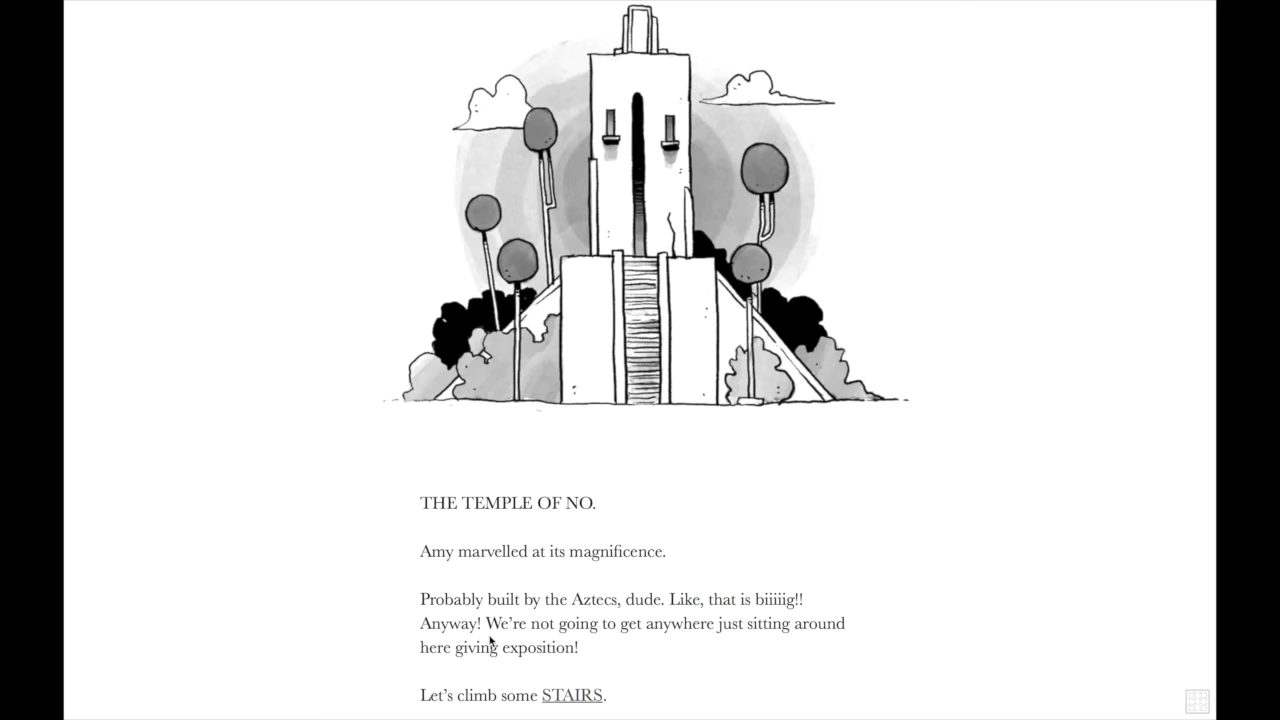 THE TEMPLE OF NO.
Amy marvelled at its magnificence.
Probably built by the Aztecs, dude. Like, that is biiiiig!!
Anyway! We’re not going to get anywhere just sitting around
here giving exposition!
Let’s climb some STAIRS.